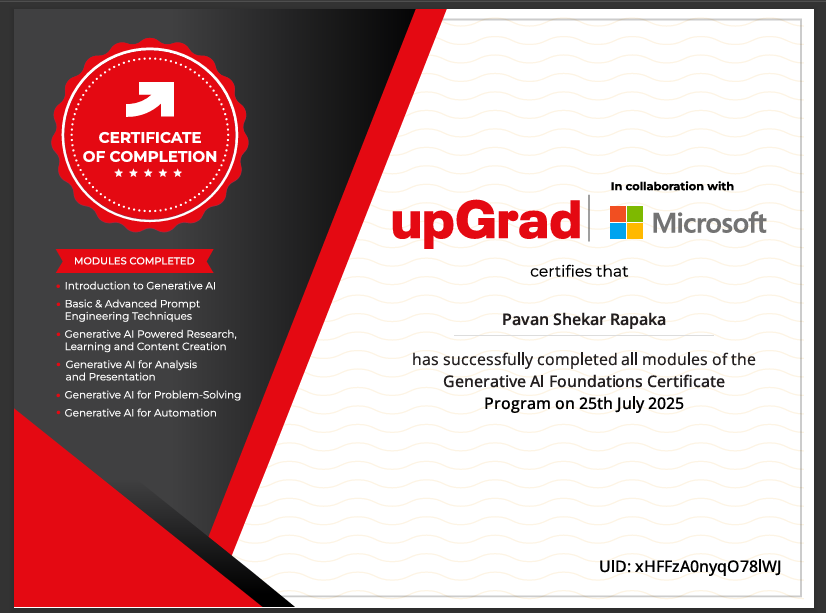 CERTIFICATE
OF COMPLETION
MODULES COMPLETED
Introduction to Generative AI
Basic & Advanced Prompt
Engineering Techniques
Generative AI Powered Research,
Learning and Content Creation
Generative AI for Analysis
and Presentation
Generative AI for Problem-Solving
Generative AI for Automation
upGrad
In collaboration with
Microsoft
certifies that
Pavan Shekar Rapaka
has successfully completed all modules of the
Generative AI Foundations Certificate
Program on 25th July 2025
UID: xHFFzA0nyqO78lWJ